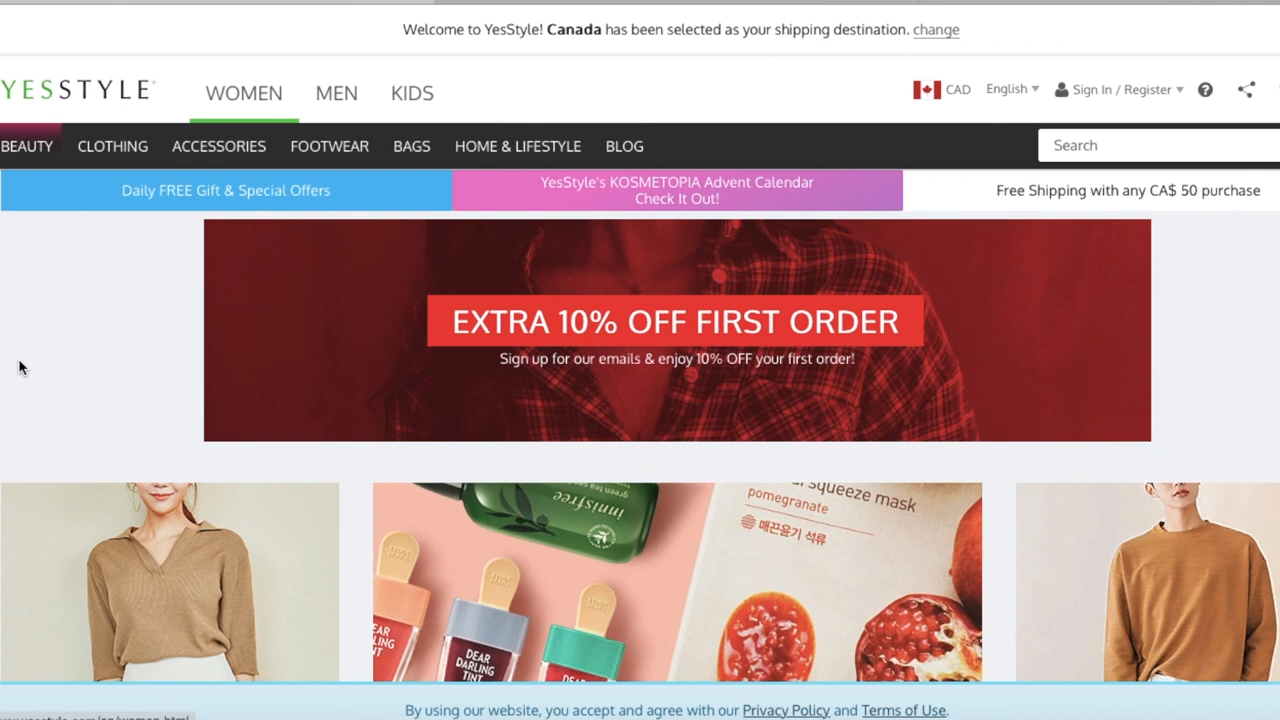 Welcome to YesStyle! Canada has been selected as your shipping destination. change
YESSTYLE
WOMEN MEN KIDS
CAD English Sign In / Register ?
BEAUTY CLOTHING ACCESSORIES FOOTWEAR BAGS HOME & LIFESTYLE BLOG
Search
Daily FREE Gift & Special Offers
YesStyle's KOSMETOPIA Advent Calendar
Check It Out!
Free Shipping with any CA$ 50 purchase
EXTRA 10% OFF FIRST ORDER
Sign up for our emails & enjoy 10% OFF your first order!
innisfree
green tea
squeeze mask
pomegranate
매끈윤기 석류
DEAR
DARLING
TINT
By using our website, you accept and agree with our Privacy Policy and Terms of Use.